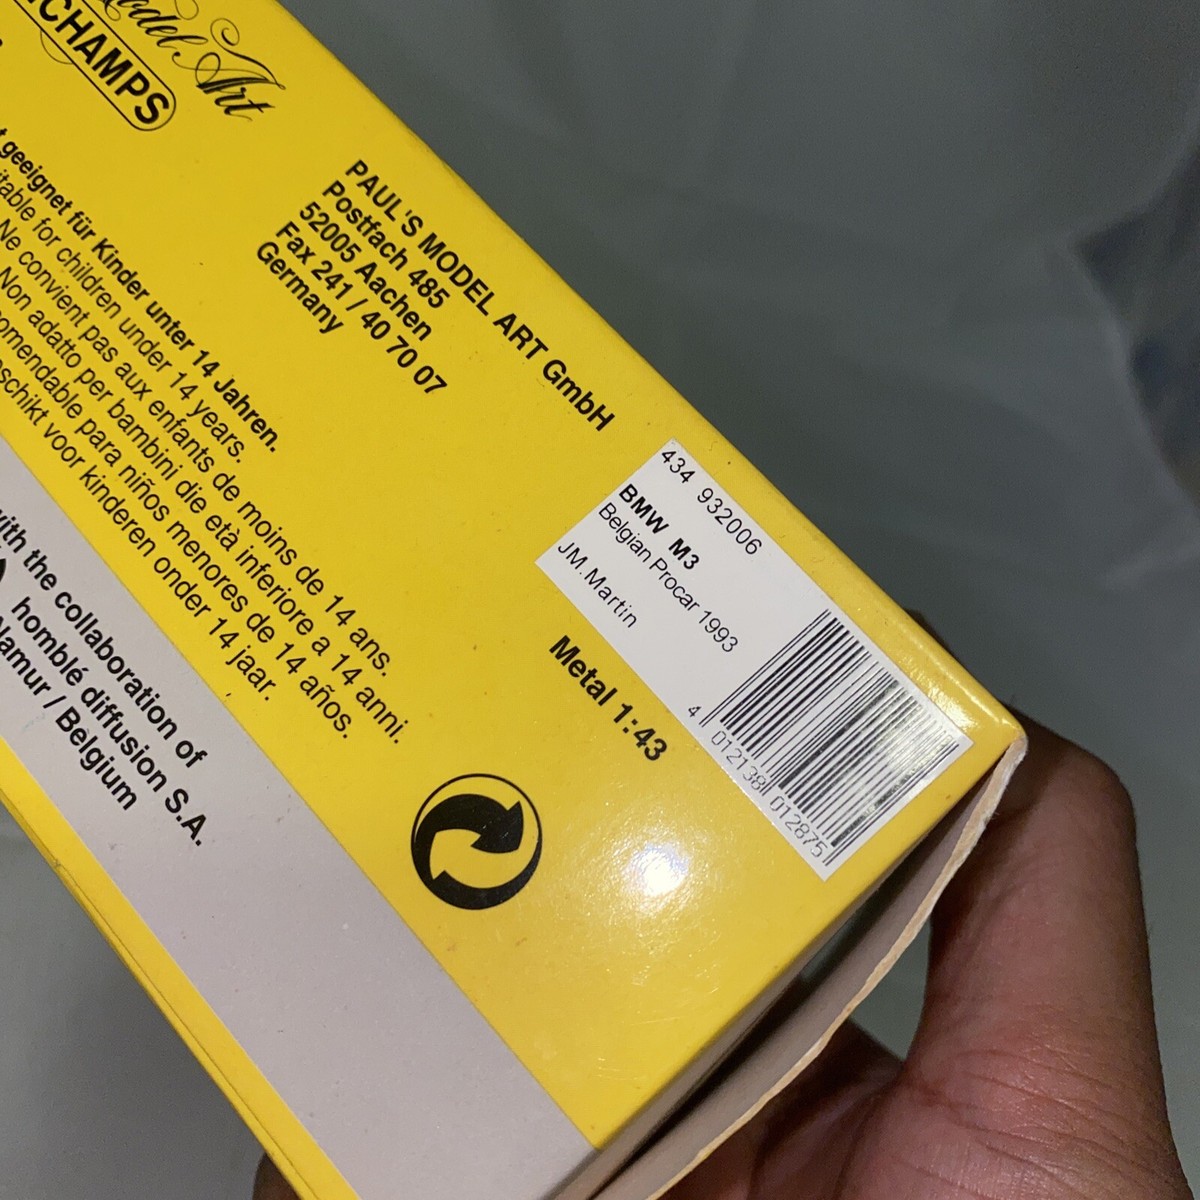 Model Art
CHAMPS
PAUL'S MODEL ART GmbH
Postfach 485
52005 Aachen
Fax 241 / 40 70 07
Germany
geeignet für Kinder unter 14 Jahren.
for children under 14 years.
Ne convient pas aux enfants de moins de 14 ans.
Non adatto per bambini die età inferiore a 14 anni.
para niños menores de 14 años.
voor kinderen onder 14 jaar.
with the collaboration of
homblé diffusion S.A.
Namur / Belgium
434 932006
BMW M3
Belgian Procar 1993
JM. Martin
4 012138 012875
Metal 1:43